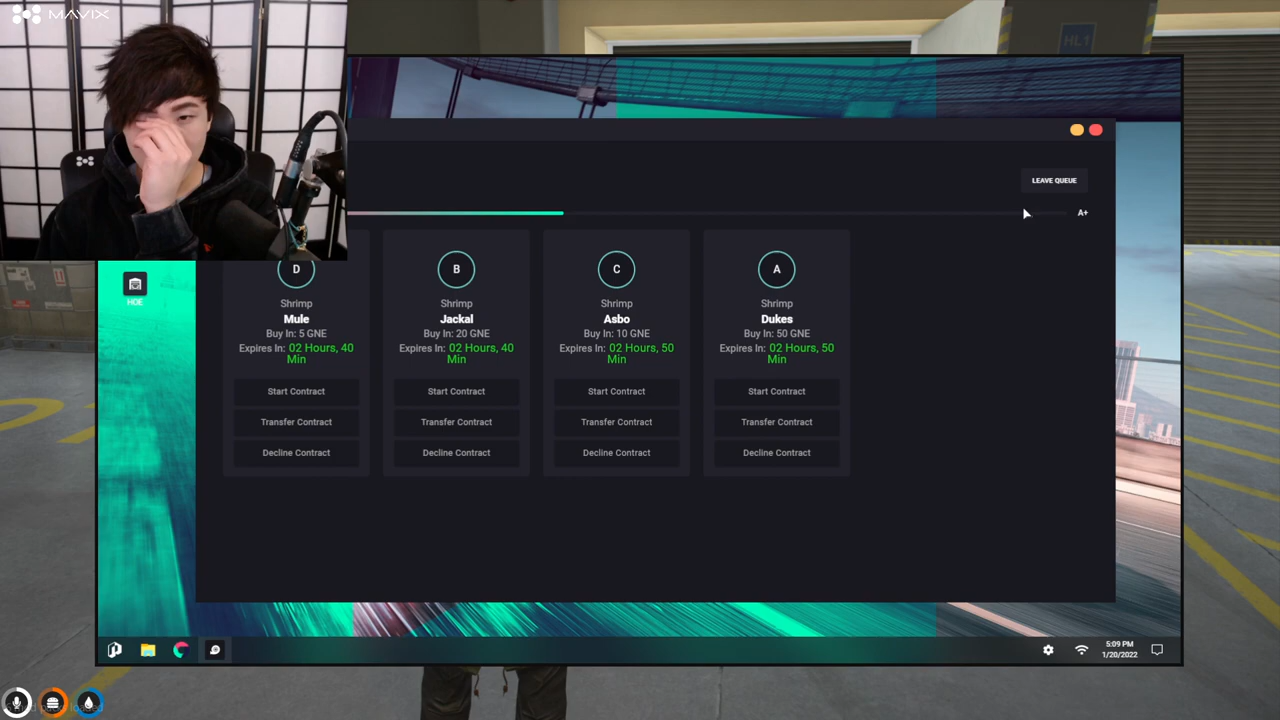 MAVIX
HL1
LEAVE QUEUE
A+
HOE
D
Shrimp
Mule
Buy In: 5 GNE
Expires In: 02 Hours, 40
Min
Start Contract
Transfer Contract
Decline Contract
B
Shrimp
Jackal
Buy In: 20 GNE
Expires In: 02 Hours, 40
Min
Start Contract
Transfer Contract
Decline Contract
C
Shrimp
Asbo
Buy In: 10 GNE
Expires In: 02 Hours, 50
Min
Start Contract
Transfer Contract
Decline Contract
A
Shrimp
Dukes
Buy In: 50 GNE
Expires In: 02 Hours, 50
Min
Start Contract
Transfer Contract
Decline Contract
5:09 PM
1/20/2022